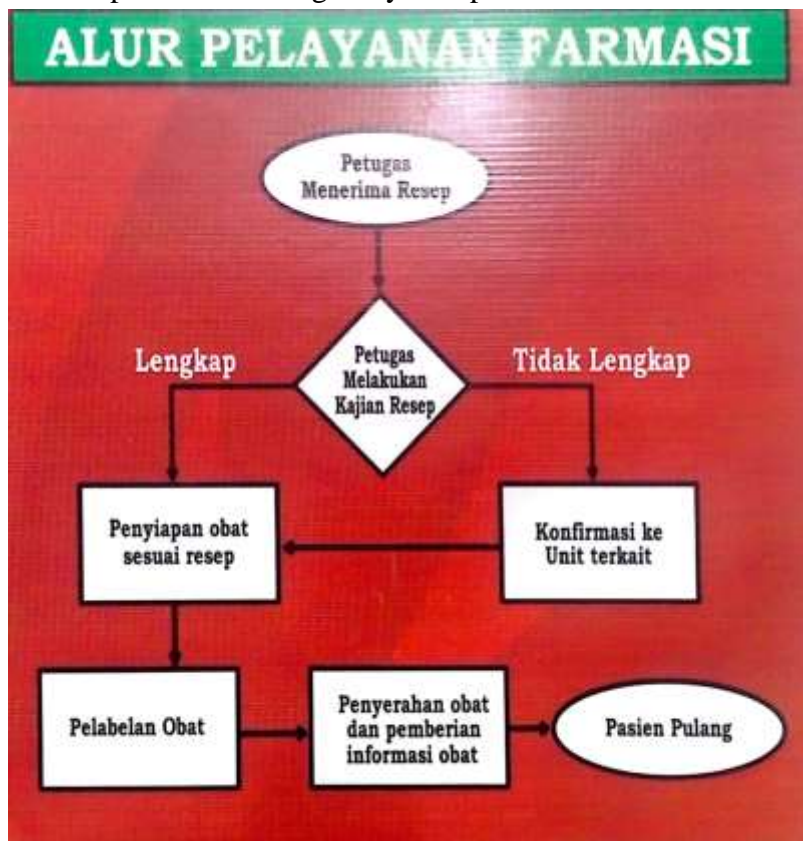 ALUR PELAYANAN FARMASI
Petugas
Menerima Resep
Lengkap
Petugas
Melakukan
Kajian Resep
Tidak Lengkap
Penyiapan obat
sesuai resep
Konfirmasi ke
Unit terkait
Pelabelan Obat
Penyerahan obat
dan pemberian
informasi obat
Pasien Pulang